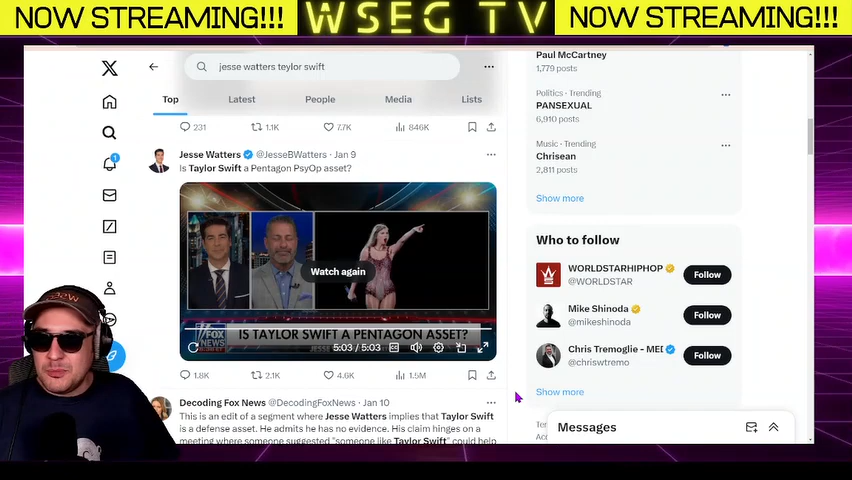 NOW STREAMING!!!
WSEG TV
NOW STREAMING!!!
jesse watters teylor swift
Top
Latest
People
Media
Lists
231
1.1K
7.7K
846K
Jesse Watters @JesseBWatters · Jan 9
Is Taylor Swift a Pentagon PsyOp asset?
Watch again
FOX NEWS
IS TAYLOR SWIFT A PENTAGON ASSET?
JESSE
5:03 / 5:03
1.8K
2.1K
4.6K
1.5M
Decoding Fox News @DecodingFoxNews · Jan 10
This is an edit of a segment where Jesse Watters implies that Taylor Swift
is a defense asset. He admits he has no evidence. His claim hinges on a
meeting where someone suggested "someone like Taylor Swift" could help
1
Paul McCartney
1,779 posts
Politics · Trending
PANSEXUAL
6,910 posts
Music · Trending
Chrisean
2,811 posts
Show more
Who to follow
WORLDSTARHIPHOP
@WORLDSTAR
Follow
Mike Shinoda
@mikeshinoda
Follow
Chris Tremoglie - MED
@chriswtremo
Follow
Show more
Messages